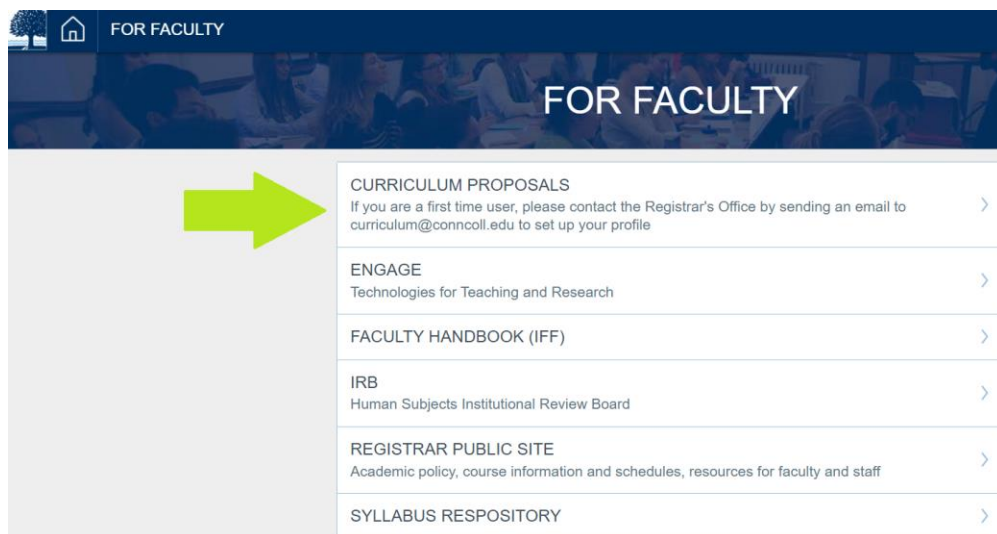 FOR FACULTY
FOR FACULTY
CURRICULUM PROPOSALS
If you are a first time user, please contact the Registrar's Office by sending an email to
curriculum@conncoll.edu to set up your profile
ENGAGE
Technologies for Teaching and Research
FACULTY HANDBOOK (IFF)
IRB
Human Subjects Institutional Review Board
REGISTRAR PUBLIC SITE
Academic policy, course information and schedules, resources for faculty and staff
SYLLABUS RESPOSITORY